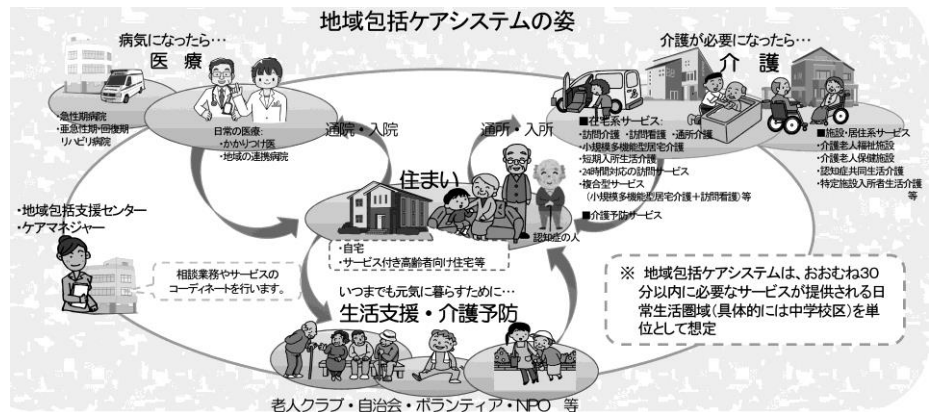 地域包括ケアシステムの姿
病気になったら…
医 療
介護が必要になったら…
介 護
・急性期病院
・亜急性期・回復期
リハビリ病院
日常の医療:
・かかりつけ医
・地域の連携病院
通院・入院
通所・入所
■在宅系サービス:
・訪問介護 ・訪問看護 ・通所介護
・小規模多機能型居宅介護
・短期入所生活介護
・24時間対応の訪問サービス
・複合型サービス
(小規模多機能型居宅介護+訪問看護)等
■介護予防サービス
■施設・居住系サービス
・介護老人福祉施設
・介護老人保健施設
・認知症共同生活介護
・特定施設入所者生活介護
等
住まい
認知症の人
・自宅
・サービス付き高齢者向け住宅等
・地域包括支援センター
・ケアマネジャー
相談業務やサービスの
コーディネートを行います。
いつまでも元気に暮らすために…
生活支援・介護予防
老人クラブ・自治会・ボランティア・NPO 等
※ 地域包括ケアシステムは、おおむね30
分以内に必要なサービスが提供される日
常生活圏域(具体的には中学校区)を単
位として想定